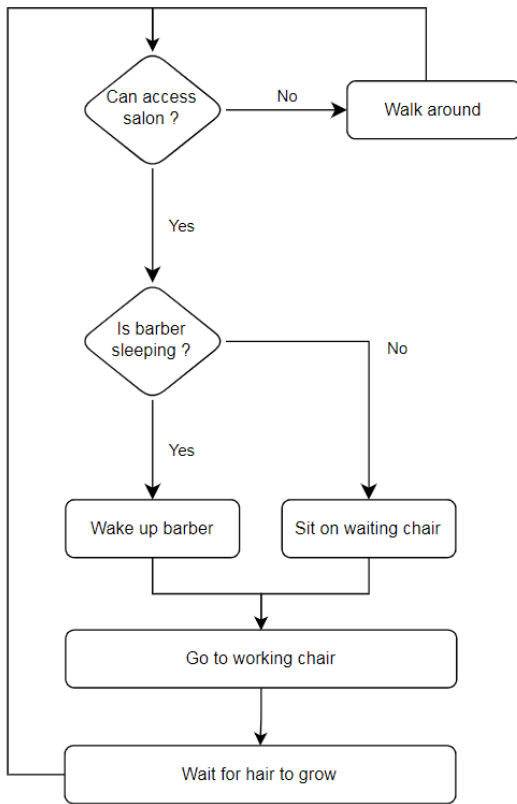 Can access
salon ?
No
Walk around
Yes
Is barber
sleeping ?
No
Yes
Wake up barber
Sit on waiting chair
Go to working chair
Wait for hair to grow